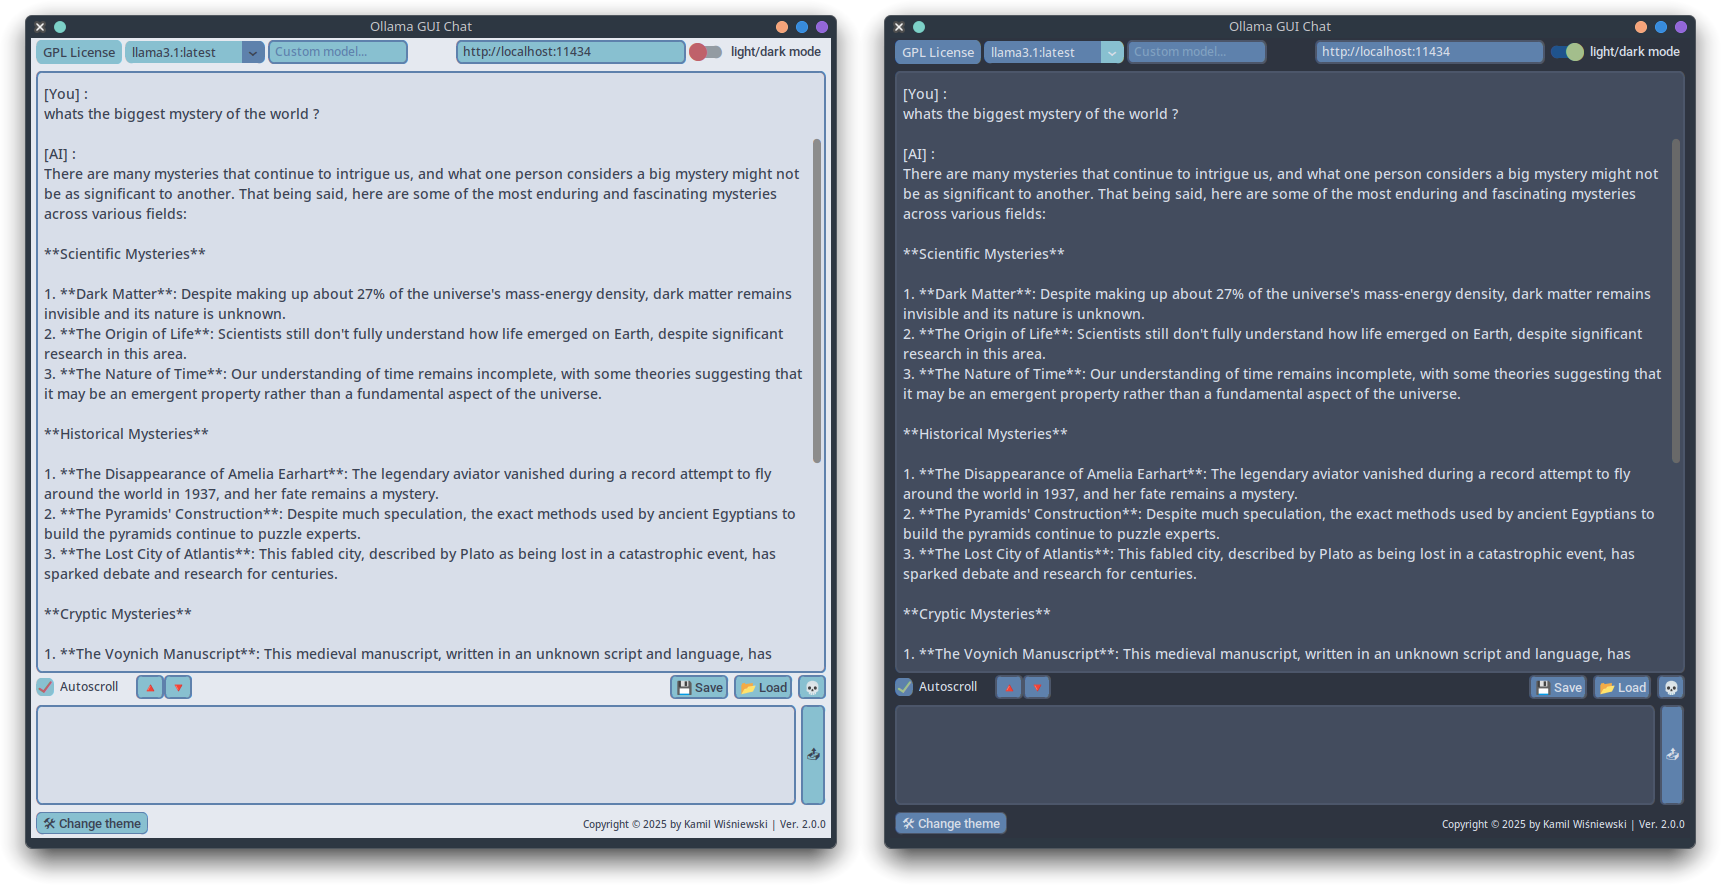 Ollama GUI Chat
GPL License llama3.1:latest Custom model... http://localhost:11434 light/dark mode
[You] :
whats the biggest mystery of the world ?
[AI] :
There are many mysteries that continue to intrigue us, and what one person considers a big mystery might not
be as significant to another. That being said, here are some of the most enduring and fascinating mysteries
across various fields:
**Scientific Mysteries**
1. **Dark Matter**: Despite making up about 27% of the universe's mass-energy density, dark matter remains
invisible and its nature is unknown.
2. **The Origin of Life**: Scientists still don't fully understand how life emerged on Earth, despite significant
research in this area.
3. **The Nature of Time**: Our understanding of time remains incomplete, with some theories suggesting that
it may be an emergent property rather than a fundamental aspect of the universe.
**Historical Mysteries**
1. **The Disappearance of Amelia Earhart**: The legendary aviator vanished during a record attempt to fly
around the world in 1937, and her fate remains a mystery.
2. **The Pyramids' Construction**: Despite much speculation, the exact methods used by ancient Egyptians to
build the pyramids continue to puzzle experts.
3. **The Lost City of Atlantis**: This fabled city, described by Plato as being lost in a catastrophic event, has
sparked debate and research for centuries.
**Cryptic Mysteries**
1. **The Voynich Manuscript**: This medieval manuscript, written in an unknown script and language, has
Autoscroll Save Load
Change theme Copyright © 2025 by Kamil Wiśniewski | Ver. 2.0.0
Ollama GUI Chat
GPL License llama3.1:latest Custom model... http://localhost:11434 light/dark mode
[You] :
whats the biggest mystery of the world ?
[AI] :
There are many mysteries that continue to intrigue us, and what one person considers a big mystery might not
be as significant to another. That being said, here are some of the most enduring and fascinating mysteries
across various fields:
**Scientific Mysteries**
1. **Dark Matter**: Despite making up about 27% of the universe's mass-energy density, dark matter remains
invisible and its nature is unknown.
2. **The Origin of Life**: Scientists still don't fully understand how life emerged on Earth, despite significant
research in this area.
3. **The Nature of Time**: Our understanding of time remains incomplete, with some theories suggesting that
it may be an emergent property rather than a fundamental aspect of the universe.
**Historical Mysteries**
1. **The Disappearance of Amelia Earhart**: The legendary aviator vanished during a record attempt to fly
around the world in 1937, and her fate remains a mystery.
2. **The Pyramids' Construction**: Despite much speculation, the exact methods used by ancient Egyptians to
build the pyramids continue to puzzle experts.
3. **The Lost City of Atlantis**: This fabled city, described by Plato as being lost in a catastrophic event, has
sparked debate and research for centuries.
**Cryptic Mysteries**
1. **The Voynich Manuscript**: This medieval manuscript, written in an unknown script and language, has
Autoscroll Save Load
Change theme Copyright © 2025 by Kamil Wiśniewski | Ver. 2.0.0